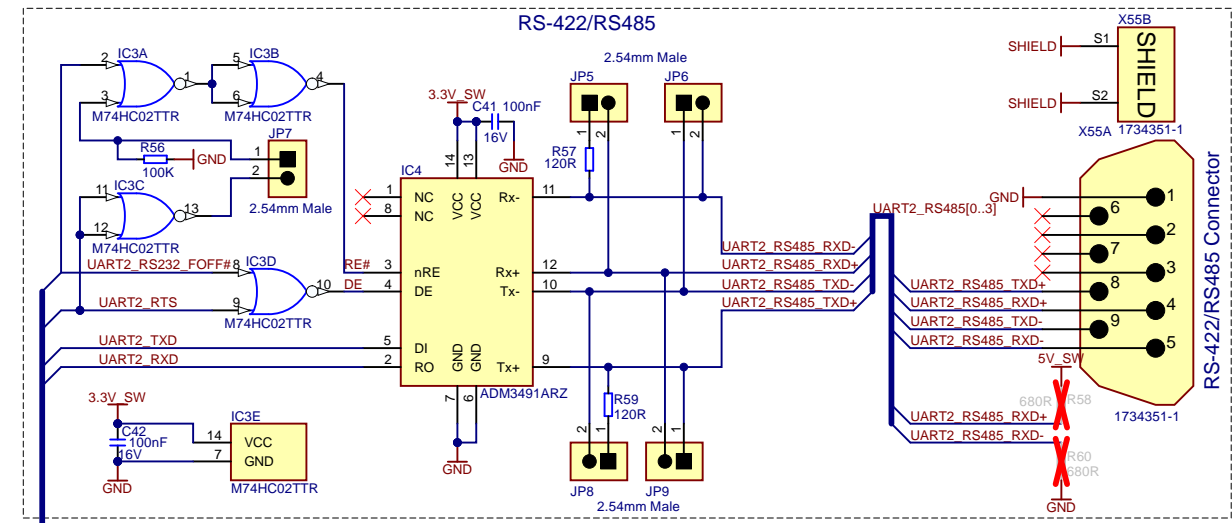 RS-422/RS485
X55B
SHIELD
S1
SHIELD
S2
SHIELD
X55A
1734351-1
2
IC3A
1
3
M74HC02TTR
5
IC3B
4
6
M74HC02TTR
2.54mm Male
JP5
JP6
1
2
1
2
3.3V_SW
C41 100nF
16V
GND
R57
120R
JP7
1
2
2.54mm Male
R56
100K
GND
11
IC3C
13
12
M74HC02TTR
IC4
14
13
1
NC
VCC
VCC
Rx-
11
8
NC
UART2_RS232_FOFF#
8
IC3D
10
UART2_RTS
9
M74HC02TTR
RE#
3
nRE
Rx+
12
DE
4
DE
Tx-
10
UART2_TXD
5
DI
GND
GND
Tx+
9
UART2_RXD
2
RO
7
6
ADM3491ARZ
GND
UART2_RS485[0..3]
UART2_RS485_RXD-
UART2_RS485_RXD+
UART2_RS485_TXD-
UART2_RS485_TXD+
GND
1
6
2
7
3
8
4
9
5
UART2_RS485_TXD+
UART2_RS485_RXD+
UART2_RS485_TXD-
UART2_RS485_RXD-
RS-422/RS485 Connector
1734351-1
5V_SW
680R
R58
UART2_RS485_RXD+
UART2_RS485_RXD-
R60
680R
GND
R59
120R
2
1
2
1
JP8
JP9
2.54mm Male
3.3V_SW
C42
100nF
16V
GND
IC3E
14
VCC
7
GND
M74HC02TTR